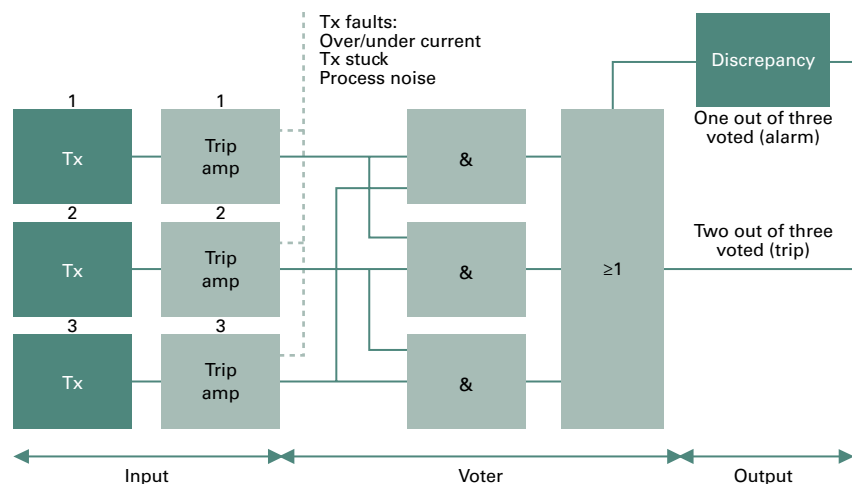 Tx faults:
Over/under current
Tx stuck
Process noise
Discrepancy
One out of three
voted (alarm)
1
1
Tx
Trip
amp
&
2
2
Tx
Trip
amp
&
≥1
Two out of three
voted (trip)
3
3
Tx
Trip
amp
&
Input
Voter
Output